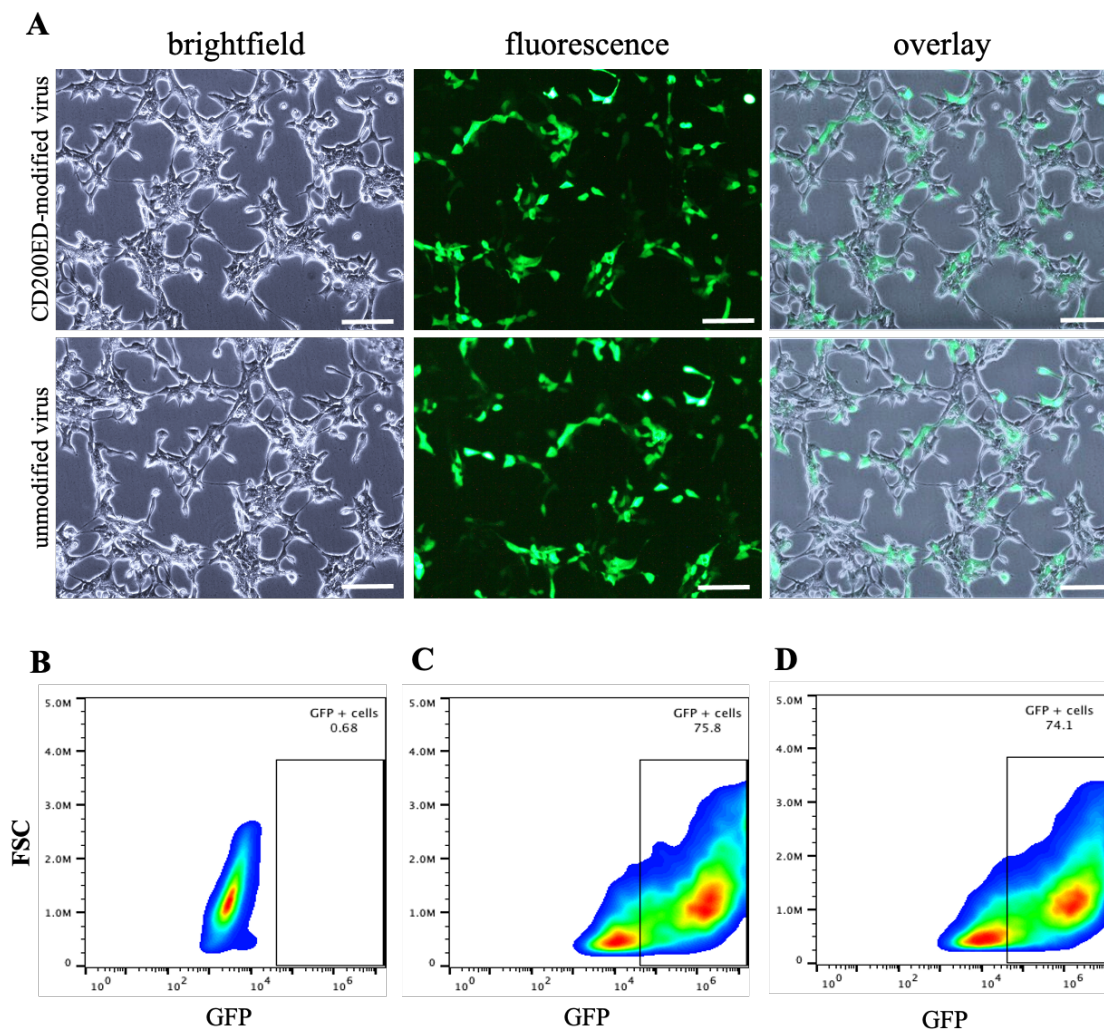 A
brightfield
fluorescence
overlay
CD200ED-modified virus
unmodified virus
B
C
D
FSC
5.0M
4.0M
3.0M
2.0M
1.0M
0
GFP + cells
0.68
10^0
10^2
10^4
10^6
GFP
5.0M
4.0M
3.0M
2.0M
1.0M
0
GFP + cells
75.8
10^0
10^2
10^4
10^6
GFP
5.0M
4.0M
3.0M
2.0M
1.0M
0
GFP + cells
74.1
10^0
10^2
10^4
10^6
GFP